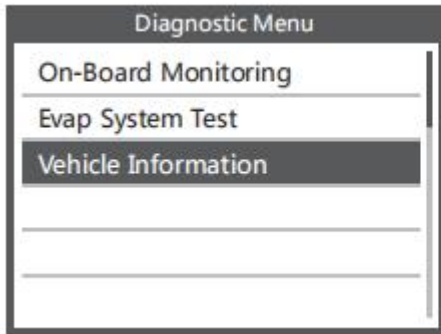 Diagnostic Menu
On-Board Monitoring
Evap System Test
Vehicle Information